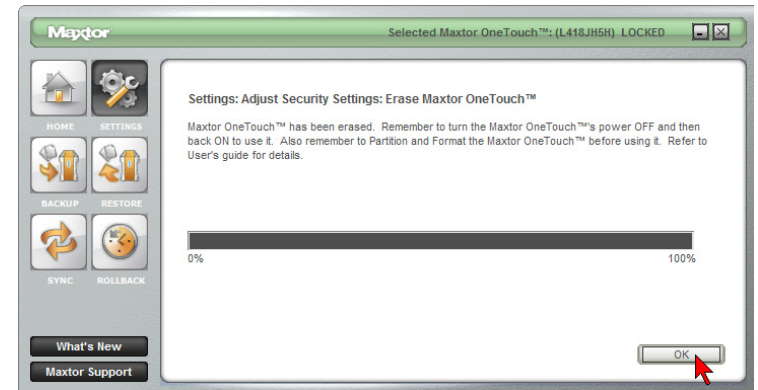 Maxtor
Selected Maxtor OneTouch™: (L418JH5H) LOCKED
HOME SETTINGS
BACKUP RESTORE
SYNC ROLLBACK
What's New
Maxtor Support
Settings: Adjust Security Settings: Erase Maxtor OneTouch™
Maxtor OneTouch™ has been erased. Remember to turn the Maxtor OneTouch™'s power OFF and then
back ON to use it. Also remember to Partition and Format the Maxtor OneTouch™ before using it. Refer to
User's guide for details.
0% 100%
OK